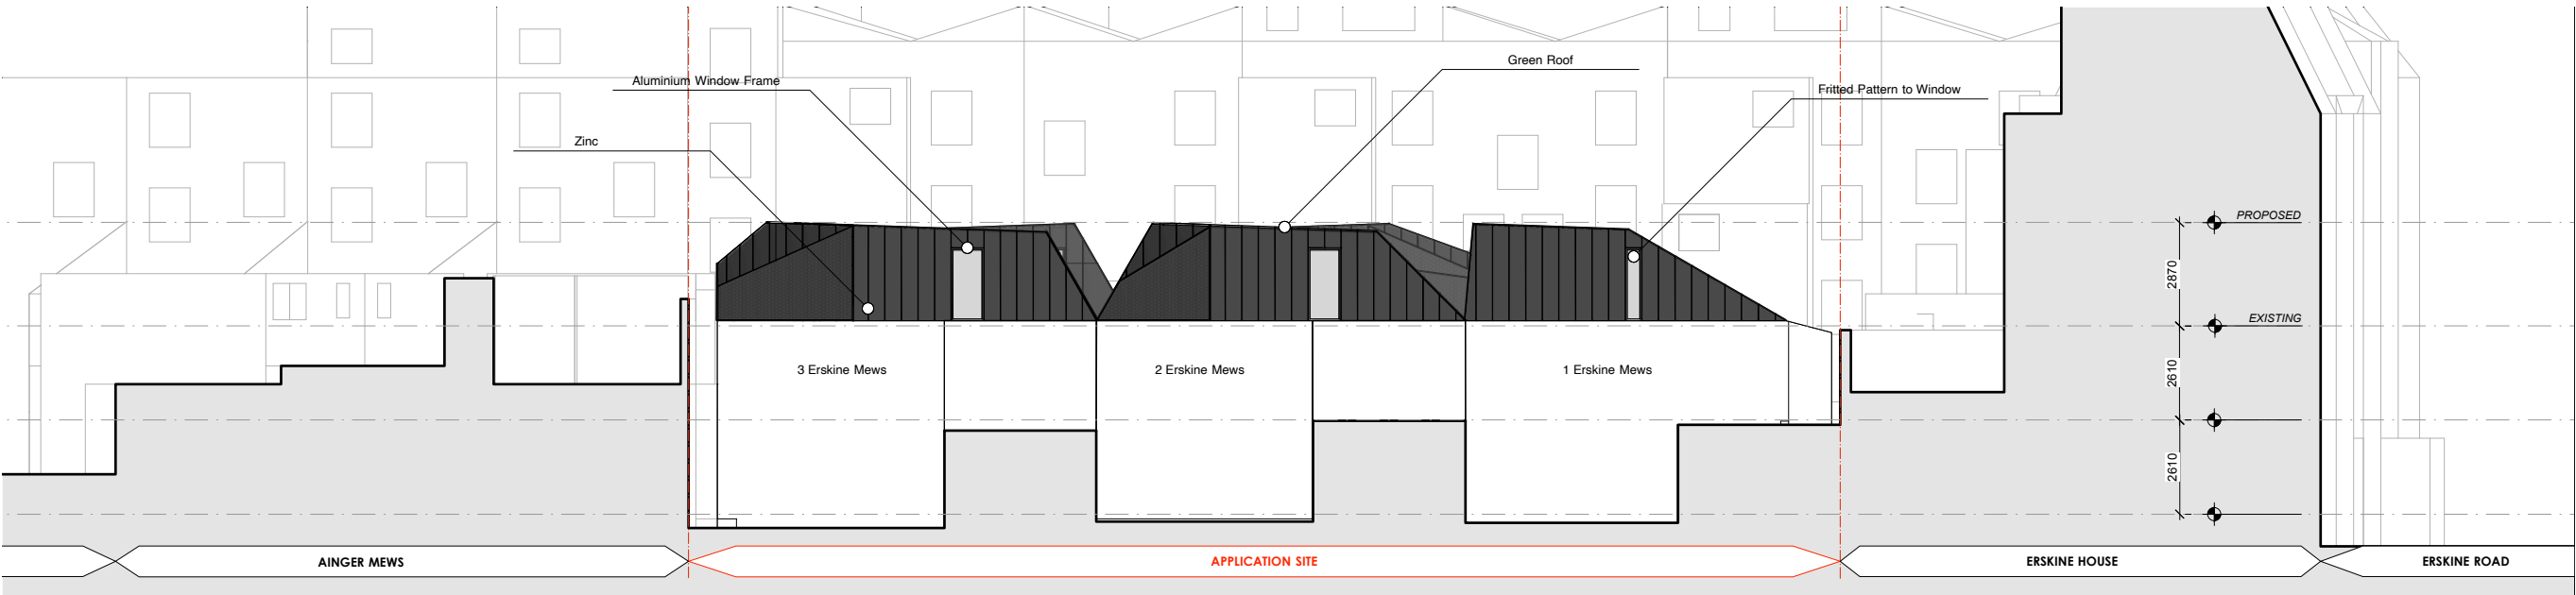 Green Roof
Aluminium Window Frame
Fritted Pattern to Window
Zinc
PROPOSED
2870
EXISTING
3 Erskine Mews
2 Erskine Mews
1 Erskine Mews
2610
2610
AINGER MEWS
APPLICATION SITE
ERSKINE HOUSE
ERSKINE ROAD